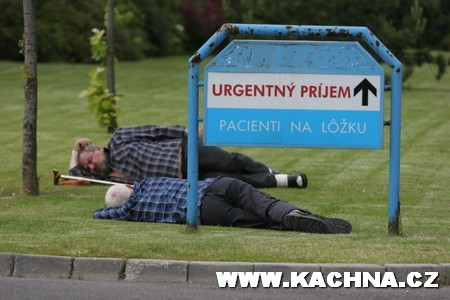 URGENTNÝ PRÍJEM
PACIENTI NA LÔŽKU
WWW.KACHNA.CZ